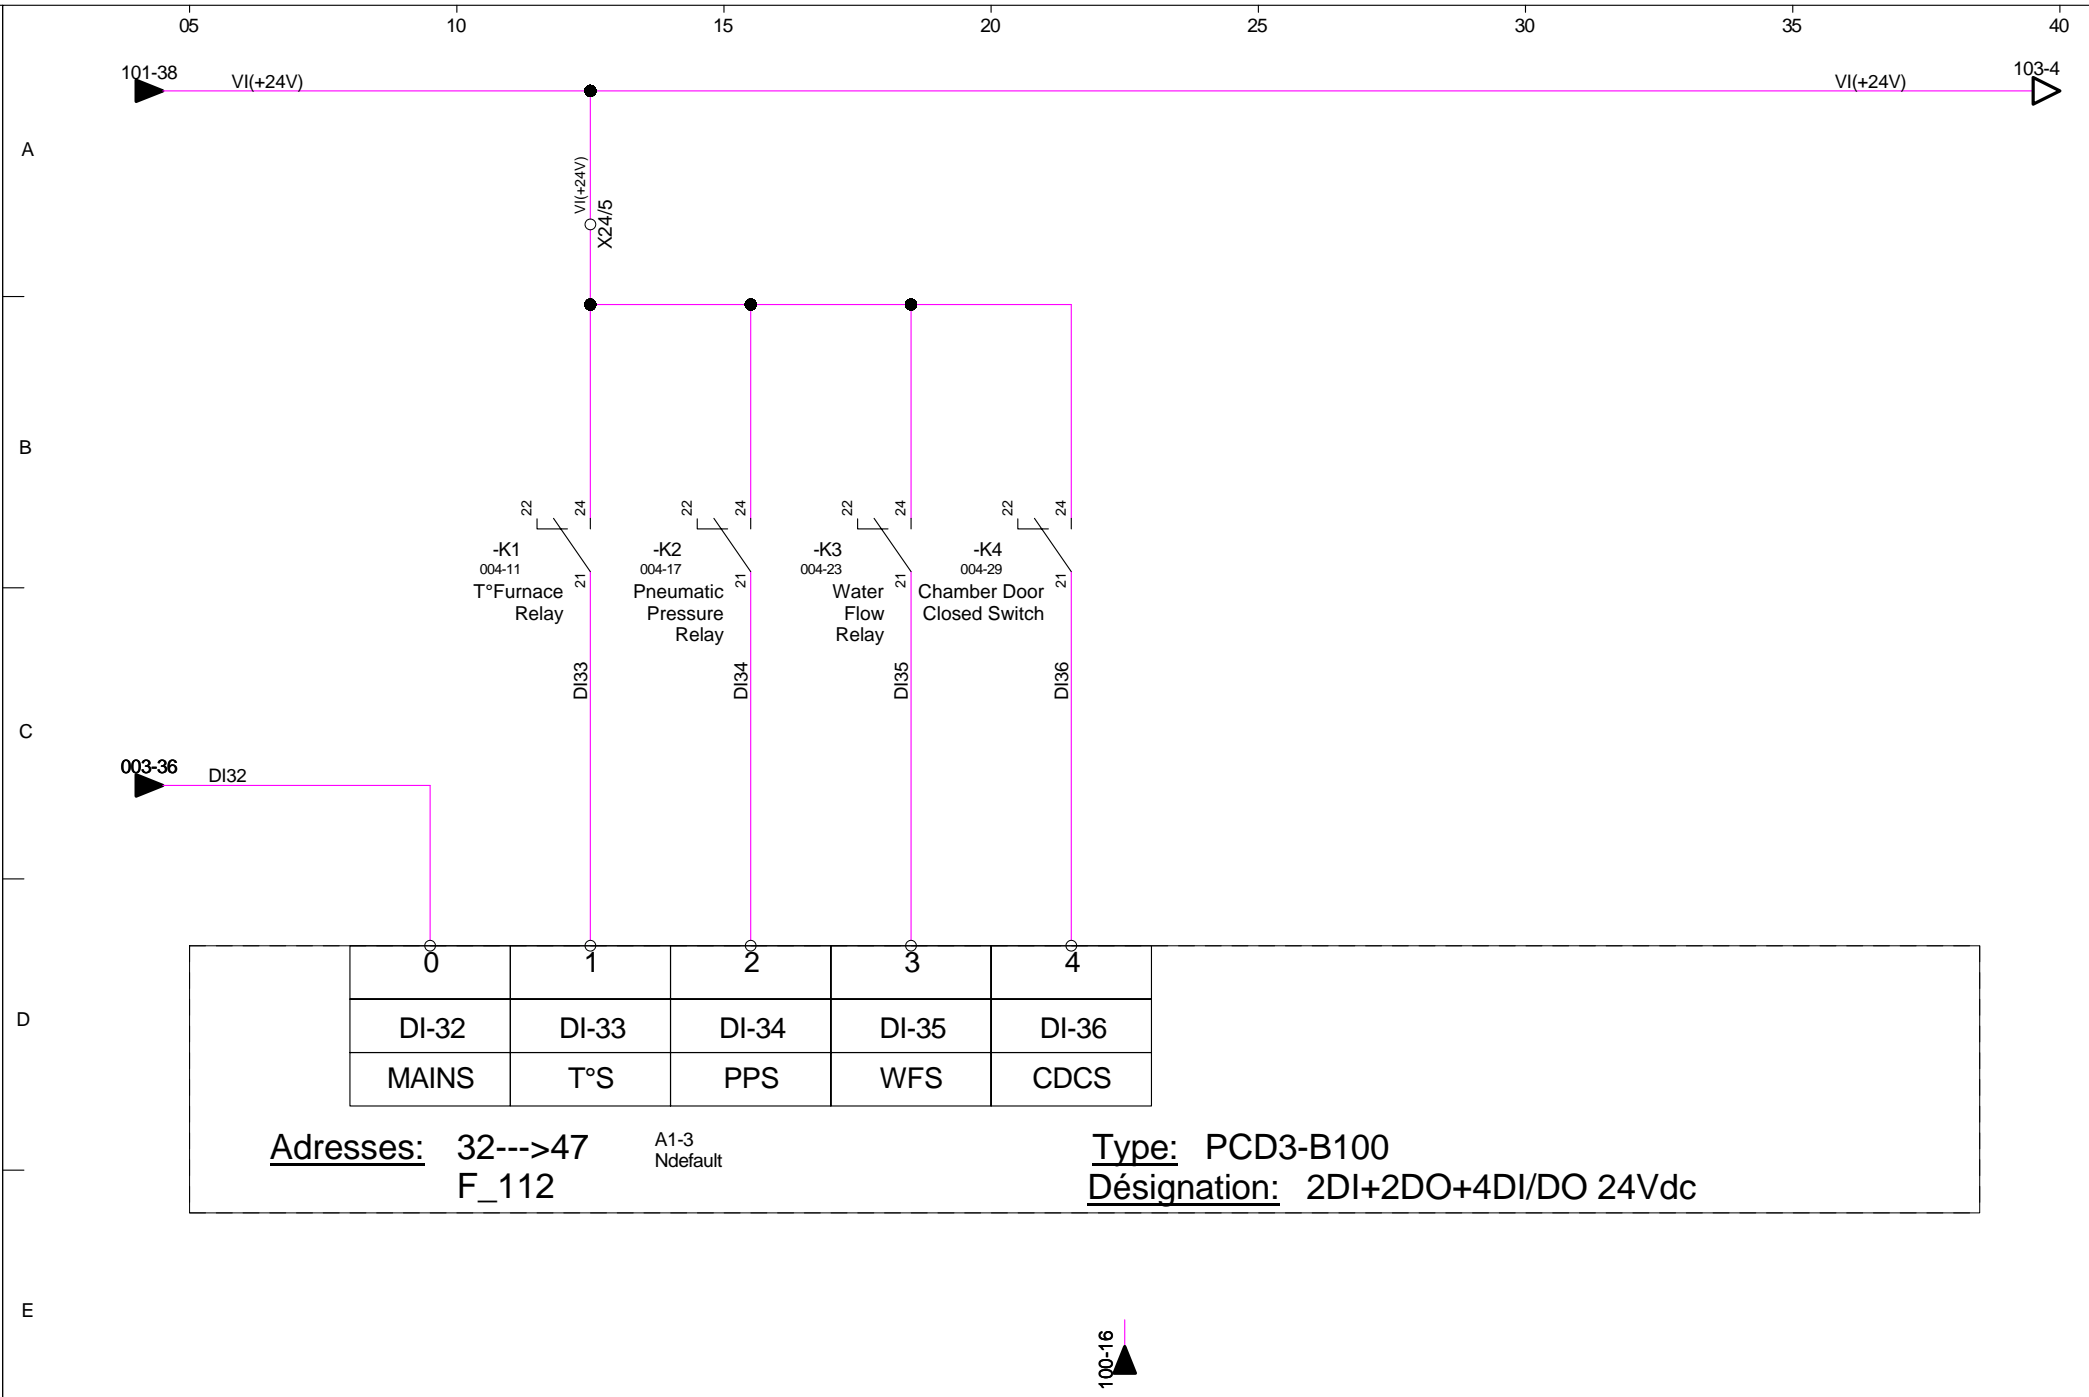 05 10 15 20 25 30 35 40
101-38
VI(+24V)
VI(+24V)
103-4
A
VI(+24V)
X24/5
B
22 24
22 24
22 24
22 24
-K1
004-11
21
T°Furnace
Relay
-K2
004-17
21
Pneumatic
Pressure
Relay
-K3
004-23
21
Water
Flow
Relay
-K4
004-29
21
Chamber Door
Closed Switch
DI33
DI34
DI35
DI36
C
003-36
DI32
0 1 2 3 4
D
DI-32 DI-33 DI-34 DI-35 DI-36
MAINS T°S PPS WFS CDCS
Adresses: 32--->47
F_112
A1-3
Ndefault
Type: PCD3-B100
Désignation: 2DI+2DO+4DI/DO 24Vdc
E
100-16